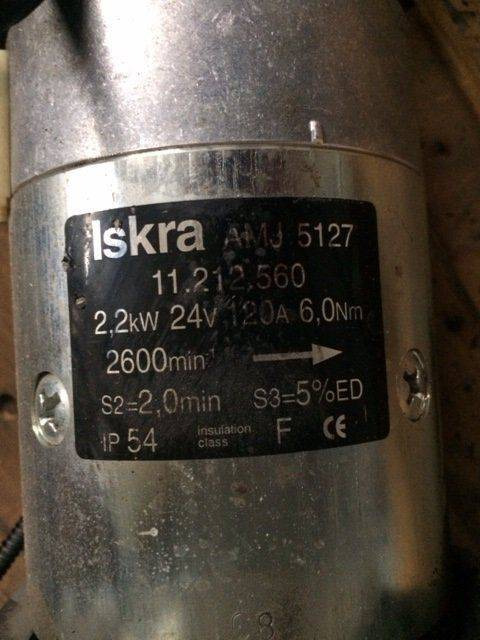 Iskra AMJ 5127
11.212.560
2,2kW 24V 120A 6,0Nm
2600min⁻¹
S2=2,0min S3=5%ED
IP 54 insulation class F CE